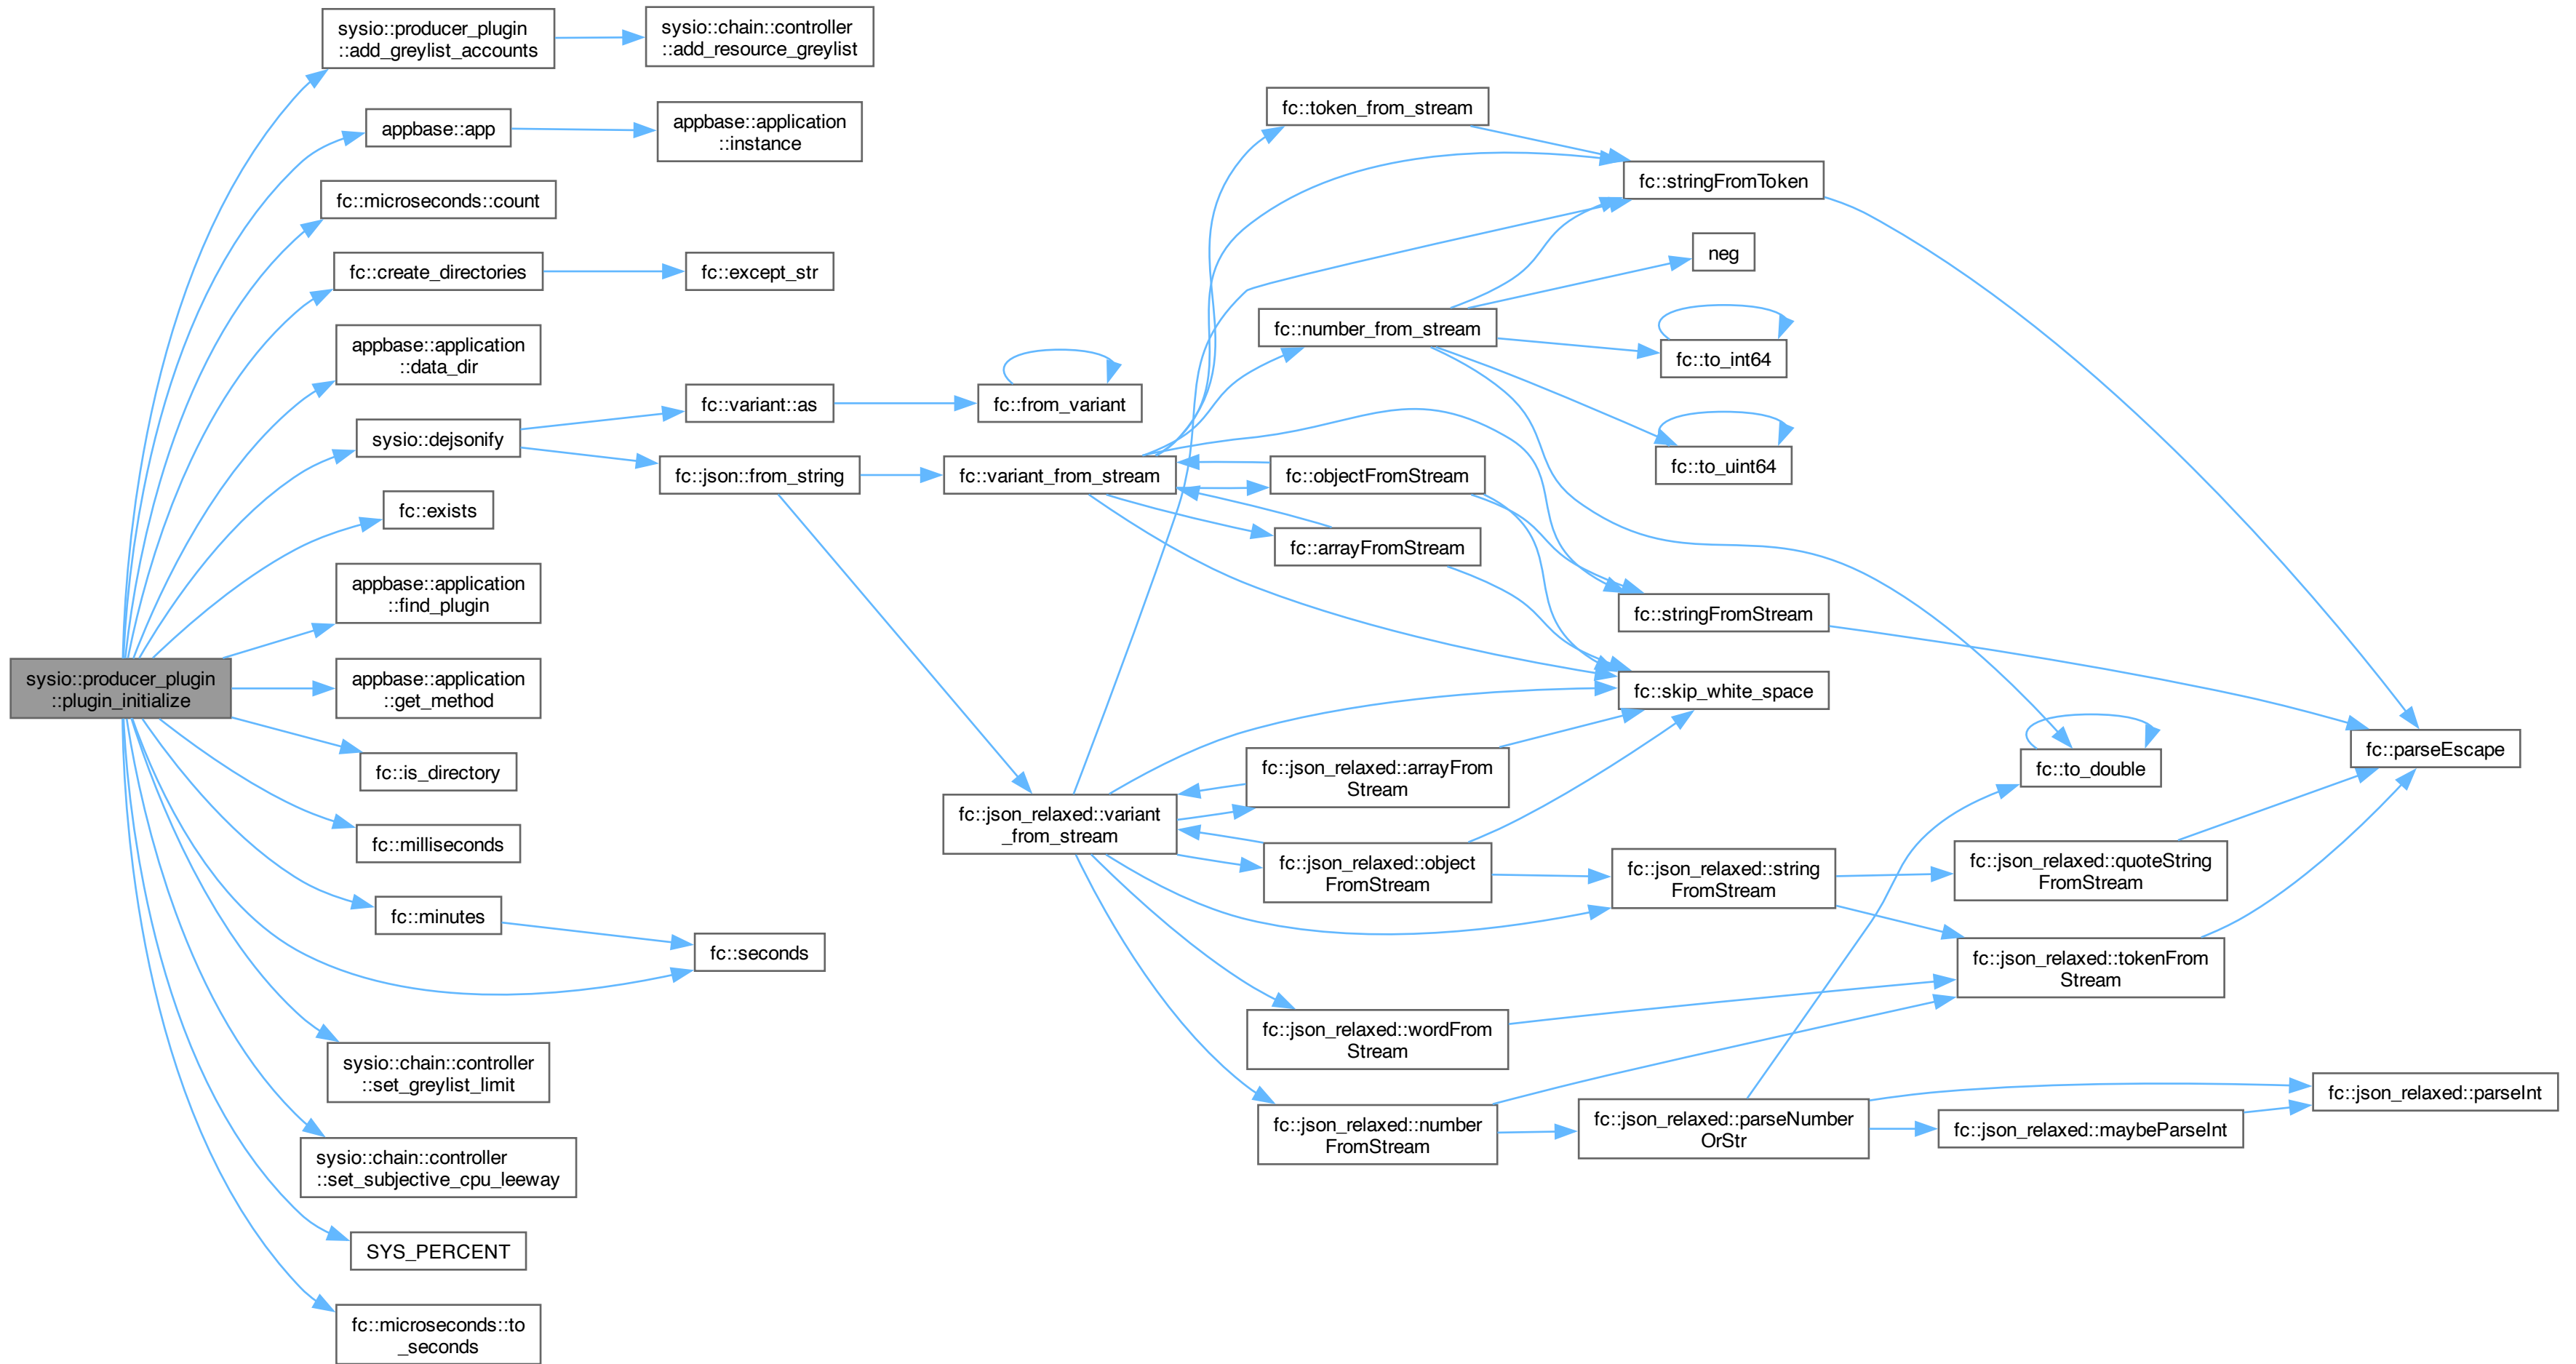 sysio::producer_plugin
::plugin_initialize
sysio::producer_plugin
::add_greylist_accounts
sysio::chain::controller
::add_resource_greylist
appbase::app
appbase::application
::instance
fc::microseconds::count
fc::create_directories
fc::except_str
appbase::application
::data_dir
sysio::dejsonify
fc::variant::as
fc::from_variant
fc::json::from_string
fc::variant_from_stream
fc::token_from_stream
fc::stringFromToken
fc::number_from_stream
neg
fc::to_int64
fc::to_uint64
fc::objectFromStream
fc::arrayFromStream
fc::stringFromStream
fc::skip_white_space
fc::parseEscape
fc::to_double
fc::json_relaxed::variant
_from_stream
fc::json_relaxed::arrayFrom
Stream
fc::json_relaxed::object
FromStream
fc::json_relaxed::string
FromStream
fc::json_relaxed::quoteString
FromStream
fc::json_relaxed::tokenFrom
Stream
fc::json_relaxed::wordFrom
Stream
fc::json_relaxed::number
FromStream
fc::json_relaxed::parseNumber
OrStr
fc::json_relaxed::maybeParseInt
fc::json_relaxed::parseInt
fc::exists
appbase::application
::find_plugin
appbase::application
::get_method
fc::is_directory
fc::milliseconds
fc::minutes
fc::seconds
sysio::chain::controller
::set_greylist_limit
sysio::chain::controller
::set_subjective_cpu_leeway
SYS_PERCENT
fc::microseconds::to
_seconds